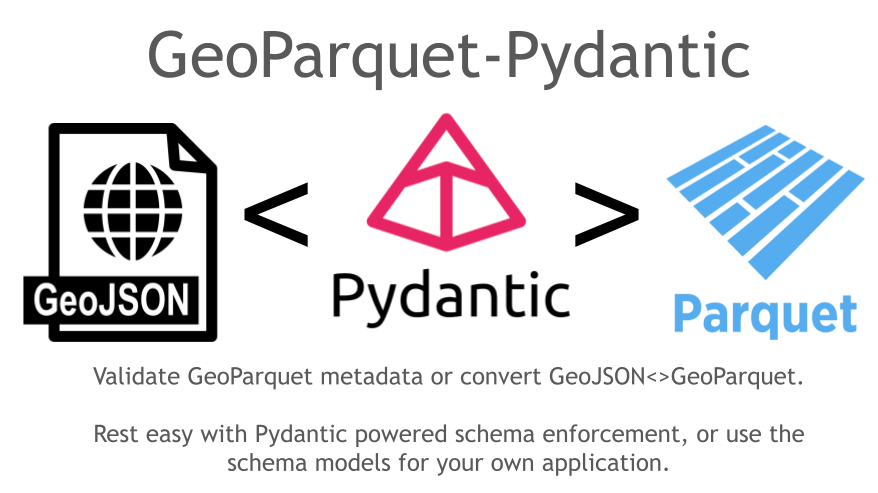 GeoParquet-Pydantic
GeoJSON
<
Pydantic
>
Parquet
Validate GeoParquet metadata or convert GeoJSON<>GeoParquet.
Rest easy with Pydantic powered schema enforcement, or use the
schema models for your own application.